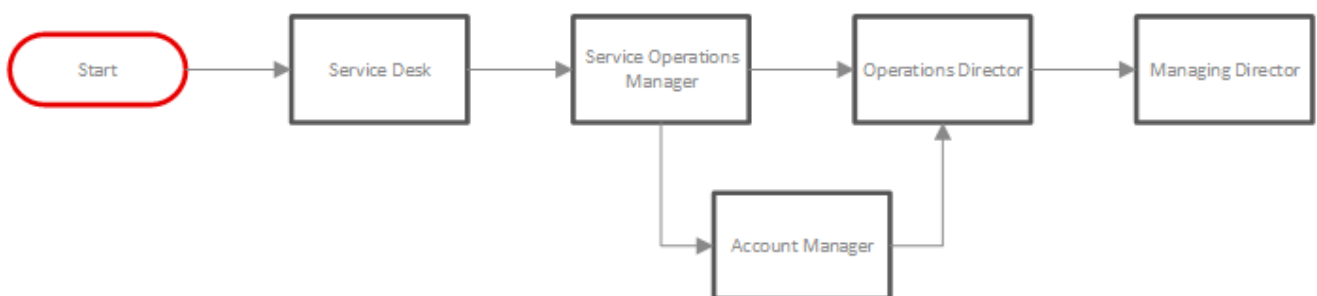 Start
Service Desk
Service Operations
Manager
Operations Director
Managing Director
Account Manager